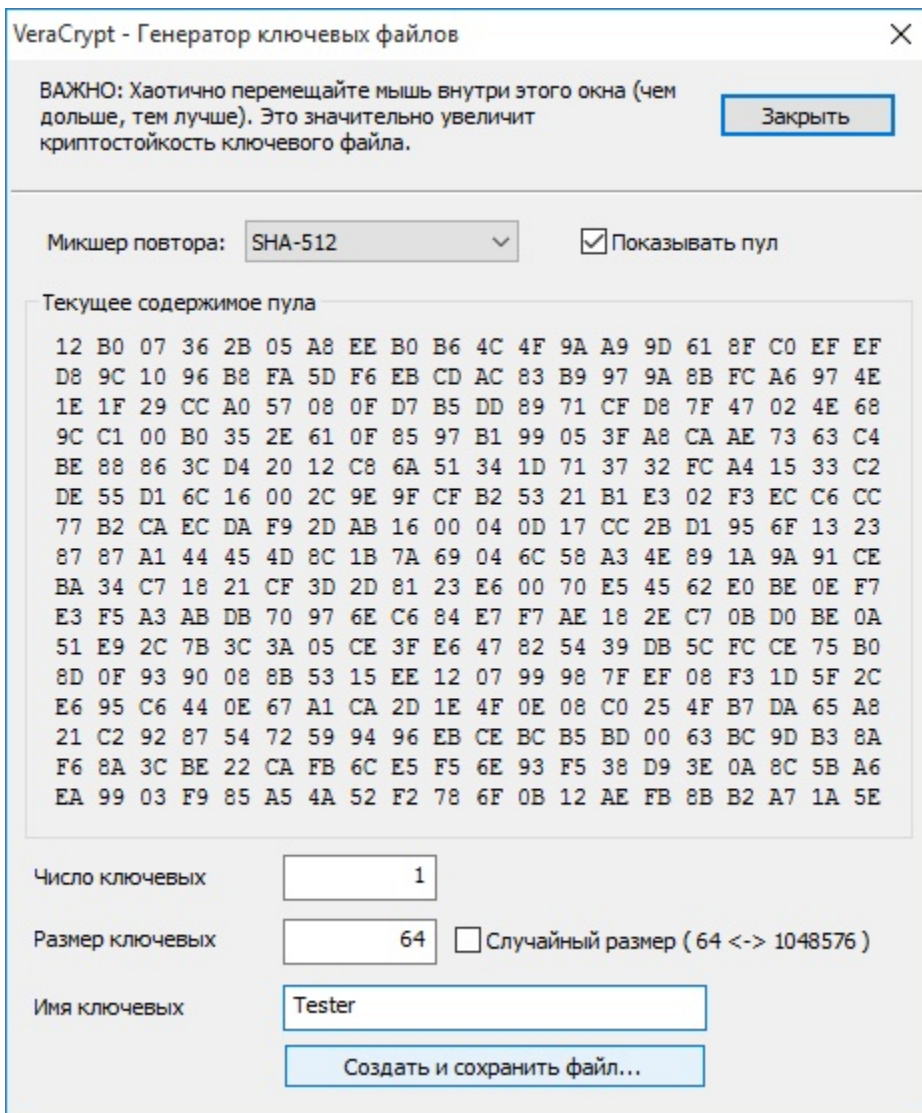 VeraCrypt - Генератор ключевых файлов
ВАЖНО: Хаотично перемещайте мышь внутри этого окна (чем
дольше, тем лучше). Это значительно увеличит
криптостойкость ключевого файла.
Закрыть
Микшер повтора: SHA-512 Показывать пул
Текущее содержимое пула
12 B0 07 36 2B 05 A8 EE B0 B6 4C 4F 9A A9 9D 61 8F C0 EF EF
D8 9C 10 96 B8 FA 5D F6 EB CD AC 83 B9 97 9A 8B FC A6 97 4E
1E 1F 29 CC A0 57 08 0F D7 B5 DD 89 71 CF D8 7F 47 02 4E 68
9C C1 00 B0 35 2E 61 0F 85 97 B1 99 05 3F A8 CA AE 73 63 C4
BE 88 86 3C D4 20 12 C8 6A 51 34 1D 71 37 32 FC A4 15 33 C2
DE 55 D1 6C 16 00 2C 9E 9F CF B2 53 21 B1 E3 02 F3 EC C6 CC
77 B2 CA EC DA F9 2D AB 16 00 04 0D 17 CC 2B D1 95 6F 13 23
87 87 A1 44 45 4D 8C 1B 7A 69 04 6C 58 A3 4E 89 1A 9A 91 CE
BA 34 C7 18 21 CF 3D 2D 81 23 E6 00 70 E5 45 62 E0 BE 0E F7
E3 F5 A3 AB DB 70 97 6E C6 84 E7 F7 AE 18 2E C7 0B D0 BE 0A
51 E9 2C 7B 3C 3A 05 CE 3F E6 47 82 54 39 DB 5C FC CE 75 B0
8D 0F 93 90 08 8B 53 15 EE 12 07 99 98 7F EF 08 F3 1D 5F 2C
E6 95 C6 44 0E 67 A1 CA 2D 1E 4F 0E 08 C0 25 4F B7 DA 65 A8
21 C2 92 87 54 72 59 94 96 EB CE BC B5 BD 00 63 BC 9D B3 8A
F6 8A 3C BE 22 CA FB 6C E5 F5 6E 93 F5 38 D9 3E 0A 8C 5B A6
EA 99 03 F9 85 A5 4A 52 F2 78 6F 0B 12 AE FB 8B B2 A7 1A 5E
Число ключевых 1
Размер ключевых 64 Случайный размер ( 64 <-> 1048576 )
Имя ключевых Tester
Создать и сохранить файл...